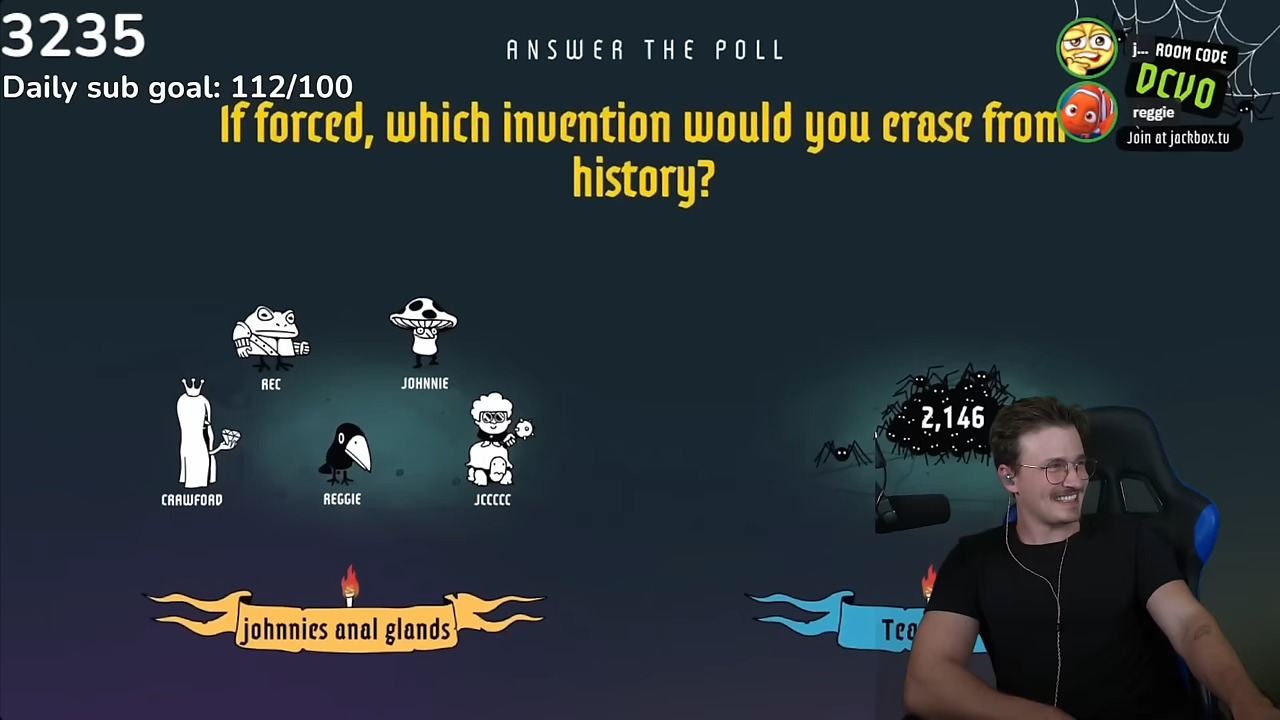 3235
Daily sub goal: 112/100
ANSWER THE POLL
If forced, which invention would you erase from
history?
j... ROOM CODE
DCVO
reggie
Join at jackbox.tv
REC
JOHNNIE
CRAWFORD
REGGIE
JCCCCC
2,146
johnnies anal glands